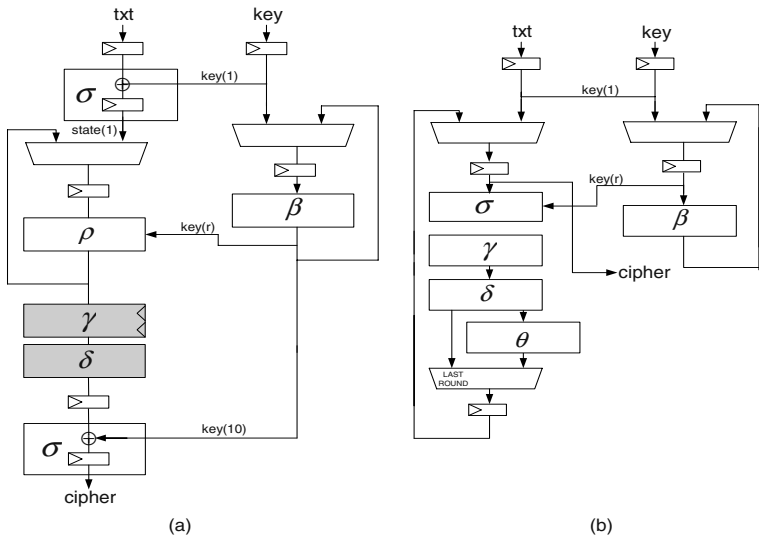 txt
key
σ
key(1)
state(1)
ρ
β
key(r)
γ
δ
σ
key(10)
cipher
(a)
txt
key
key(1)
key(r)
σ
β
γ
cipher
δ
θ
LAST
ROUND
(b)